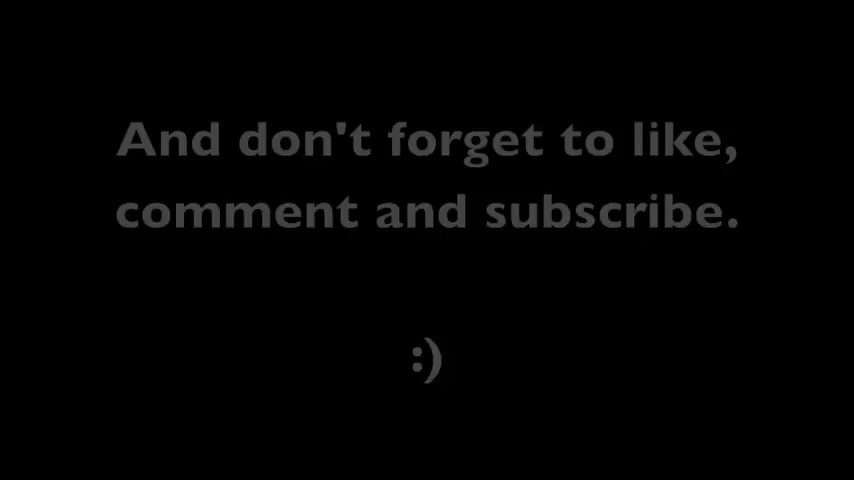 And don't forget to like,
comment and subscribe.
:)